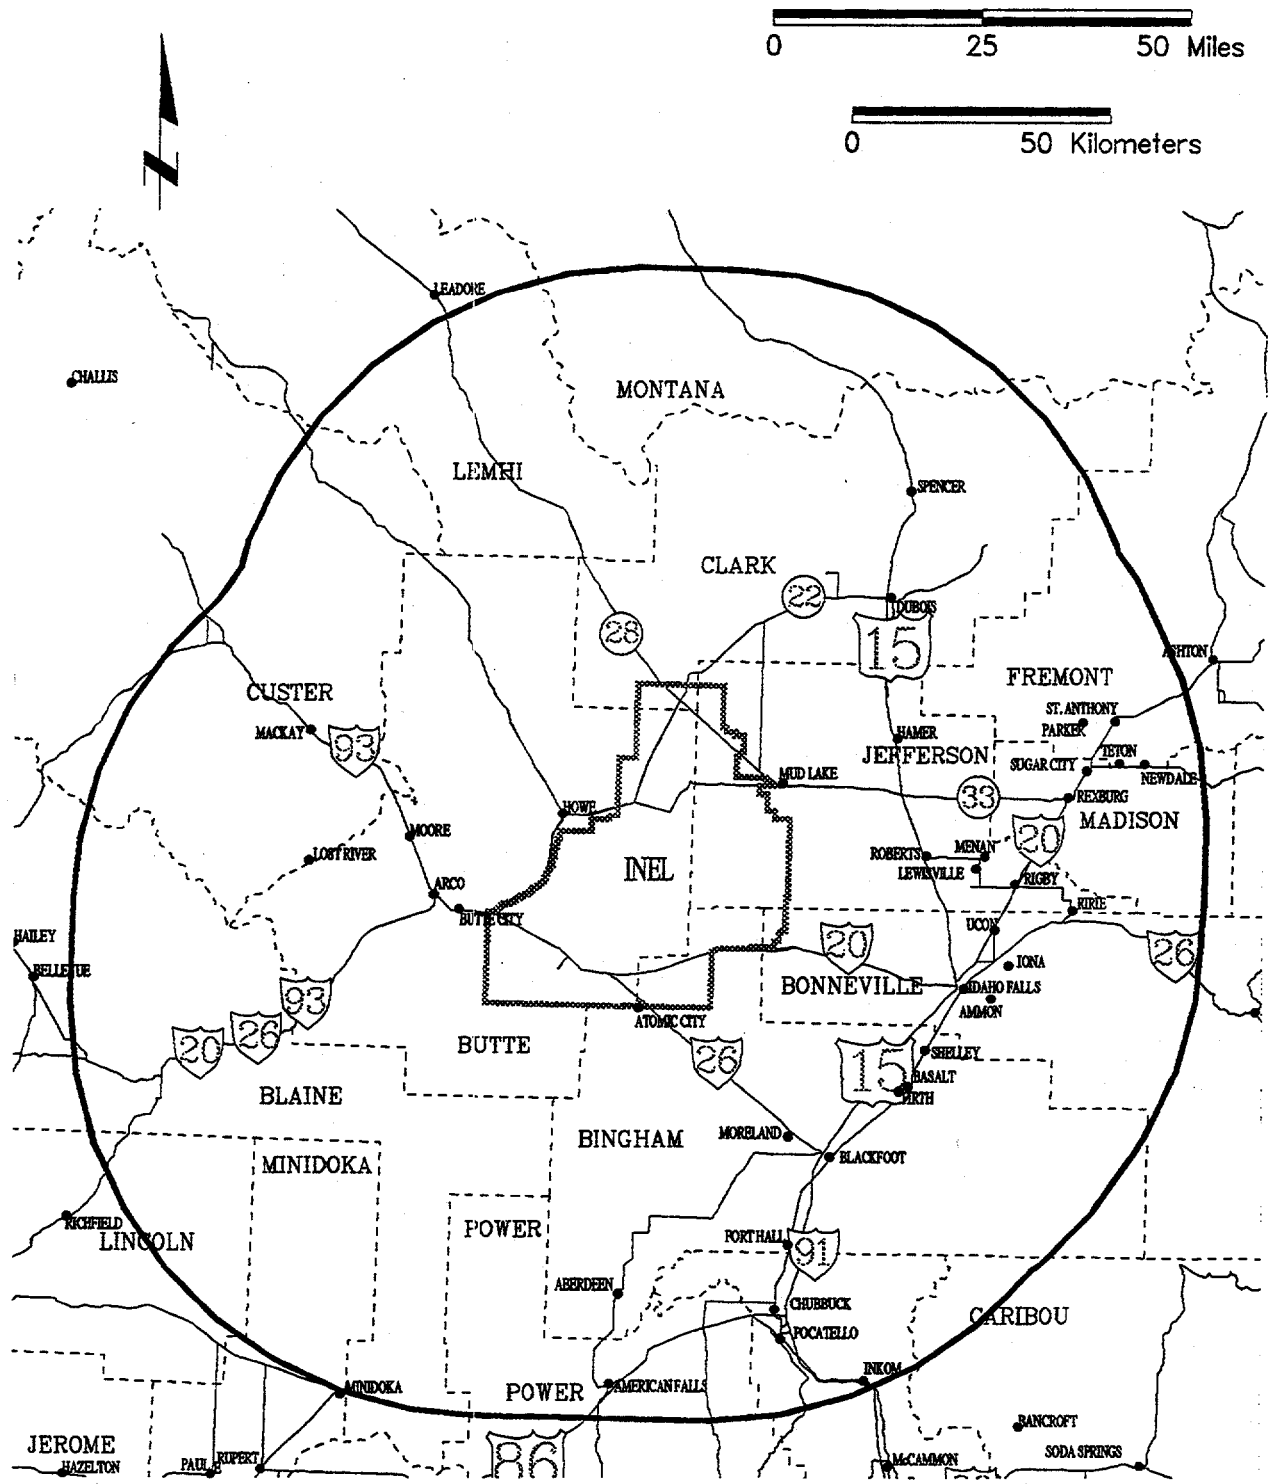 0 25 50 Miles
0 50 Kilometers
N
LEADORE
CHALLIS
MONTANA
LEMHI
SPENCER
CLARK
22
DUBOIS
28
15
ASHTON
FREMONT
CUSTER
ST. ANTHONY
MACKAY
93
PARKER
HAMER
JEFFERSON
TETON
SUGAR CITY
MUD LAKE
NEWDALE
33
REXBURG
HOWE
MADISON
MOORE
20
LOST RIVER
ROBERTS
MENAN
INEL
LEWISVILLE
RIGBY
ARCO
BUTTE CITY
RIRIE
UCON
HAILEY
20
26
BELLEVUE
IONA
BONNEVILLE
IDAHO FALLS
93
AMMON
ATOMIC CITY
20
26
BUTTE
26
SHELLEY
15
BASALT
BLAINE
FIRTH
MORELAND
BINGHAM
BLACKFOOT
MINIDOKA
RICHFIELD
POWER
LINCOLN
FORT HALL
91
ABERDEEN
CHUBBUCK
CARIBOU
POCATELLO
INKOM
MINIDOKA
POWER
AMERICAN FALLS
BANCROFT
JEROME
86
SODA SPRINGS
HAZELTON
PAUL
RUPERT
McCAMMON